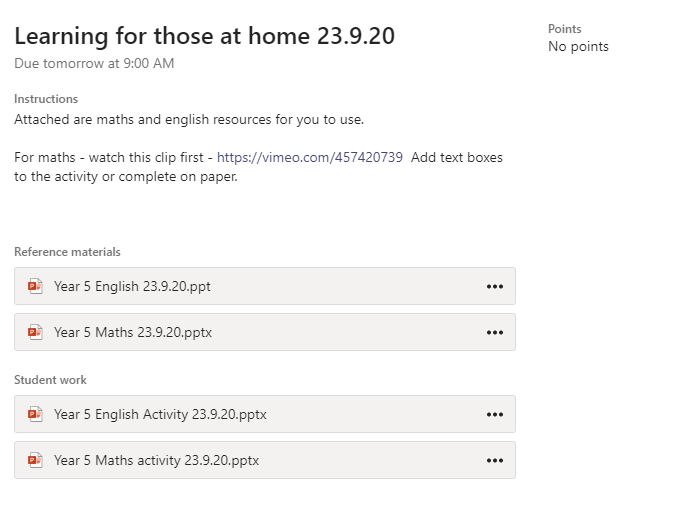 Learning for those at home 23.9.20
Due tomorrow at 9:00 AM
Points
No points
Instructions
Attached are maths and english resources for you to use.
For maths - watch this clip first - https://vimeo.com/457420739 Add text boxes
to the activity or complete on paper.
Reference materials
Year 5 English 23.9.20.ppt
Year 5 Maths 23.9.20.pptx
Student work
Year 5 English Activity 23.9.20.pptx
Year 5 Maths activity 23.9.20.pptx